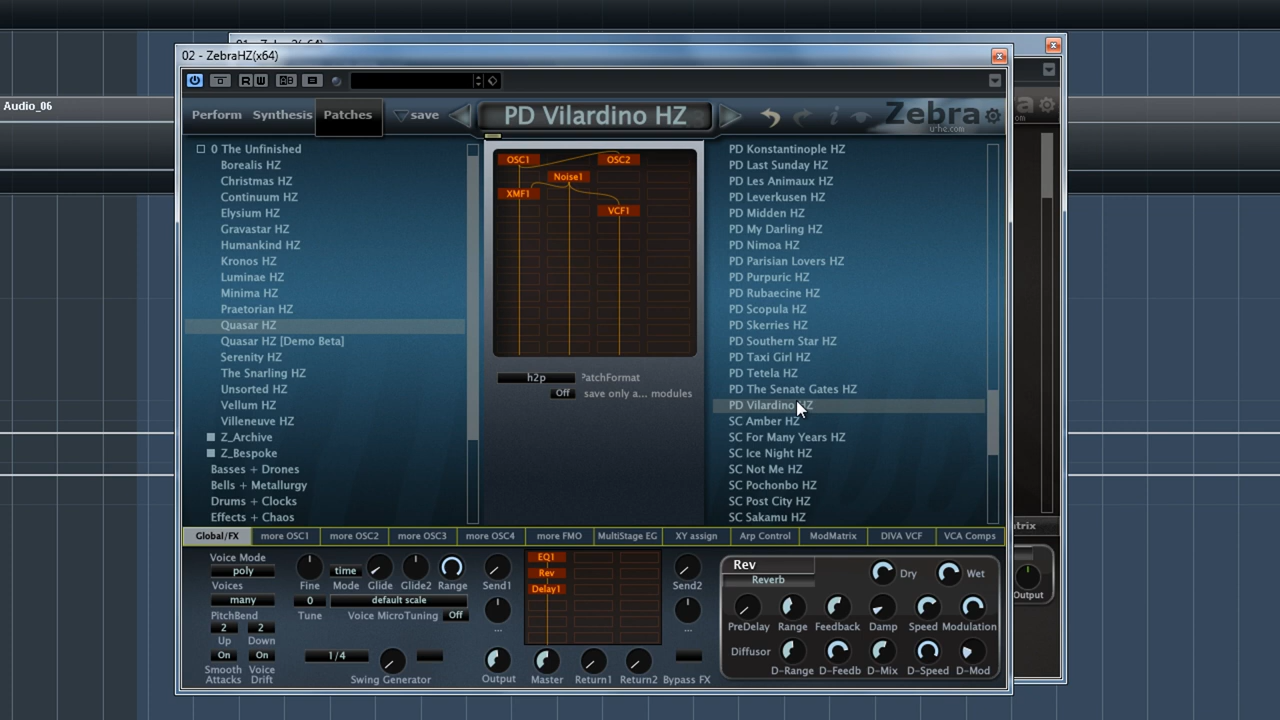 02 - ZebraHZ(x64)
Audio_06
R W
Perform Synthesis Patches save PD Vilardino HZ Zebra
u-he.com
0 The Unfinished
Borealis HZ
Christmas HZ
Continuum HZ
Elysium HZ
Gravastar HZ
Humankind HZ
Kronos HZ
Luminae HZ
Minima HZ
Praetorian HZ
Quasar HZ
Quasar HZ [Demo Beta]
Serenity HZ
The Snarling HZ
Unsorted HZ
Vellum HZ
Villeneuve HZ
Z_Archive
Z_Bespoke
Basses + Drones
Bells + Metallurgy
Drums + Clocks
Effects + Chaos
OSC1 OSC2
Noise1
XMF1
VCF1
h2p PatchFormat
Off save only a... modules
PD Konstantinople HZ
PD Last Sunday HZ
PD Les Animaux HZ
PD Leverkusen HZ
PD Midden HZ
PD My Darling HZ
PD Nimoa HZ
PD Parisian Lovers HZ
PD Purpuric HZ
PD Rubaecine HZ
PD Scopula HZ
PD Skerries HZ
PD Southern Star HZ
PD Taxi Girl HZ
PD Tetela HZ
PD The Senate Gates HZ
PD Vilardino HZ
SC Amber HZ
SC For Many Years HZ
SC Ice Night HZ
SC Not Me HZ
SC Pochonbo HZ
SC Post City HZ
SC Sakamu HZ
Global/FX more OSC1 more OSC2 more OSC3 more OSC4 more FMO MultiStage EG XY assign Arp Control ModMatrix DIVA VCF VCA Comps
Voice Mode
poly
Voices
many
PitchBend
2 2
Up Down
On On
Smooth Attacks Voice Drift
time
Fine Mode Glide Glide2 Range
0 default scale
Tune Voice MicroTuning Off
1/4
Swing Generator
Send1
...
Output
EQ1
Rev
Delay1
Master Return1 Return2 Bypass FX
Send2
...
Rev
Reverb
Dry Wet
PreDelay Range Feedback Damp Speed Modulation
Diffusor
D-Range D-Feedb D-Mix D-Speed D-Mod
Output